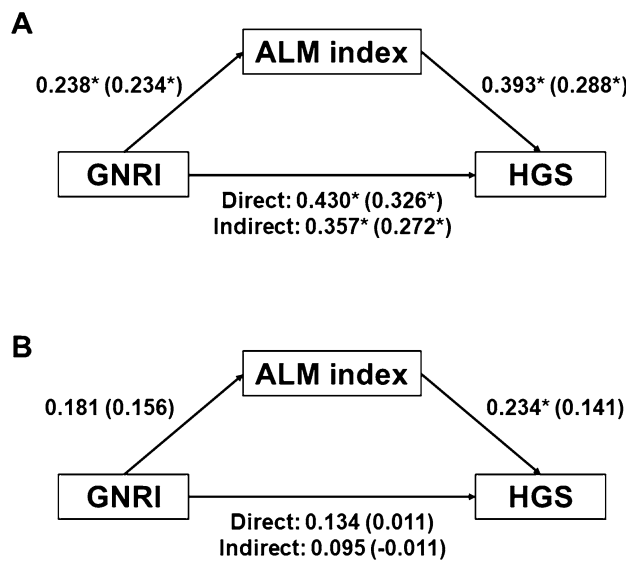 A
ALM index
0.238* (0.234*)
0.393* (0.288*)
GNRI
HGS
Direct: 0.430* (0.326*)
Indirect: 0.357* (0.272*)
B
ALM index
0.181 (0.156)
0.234* (0.141)
GNRI
HGS
Direct: 0.134 (0.011)
Indirect: 0.095 (-0.011)